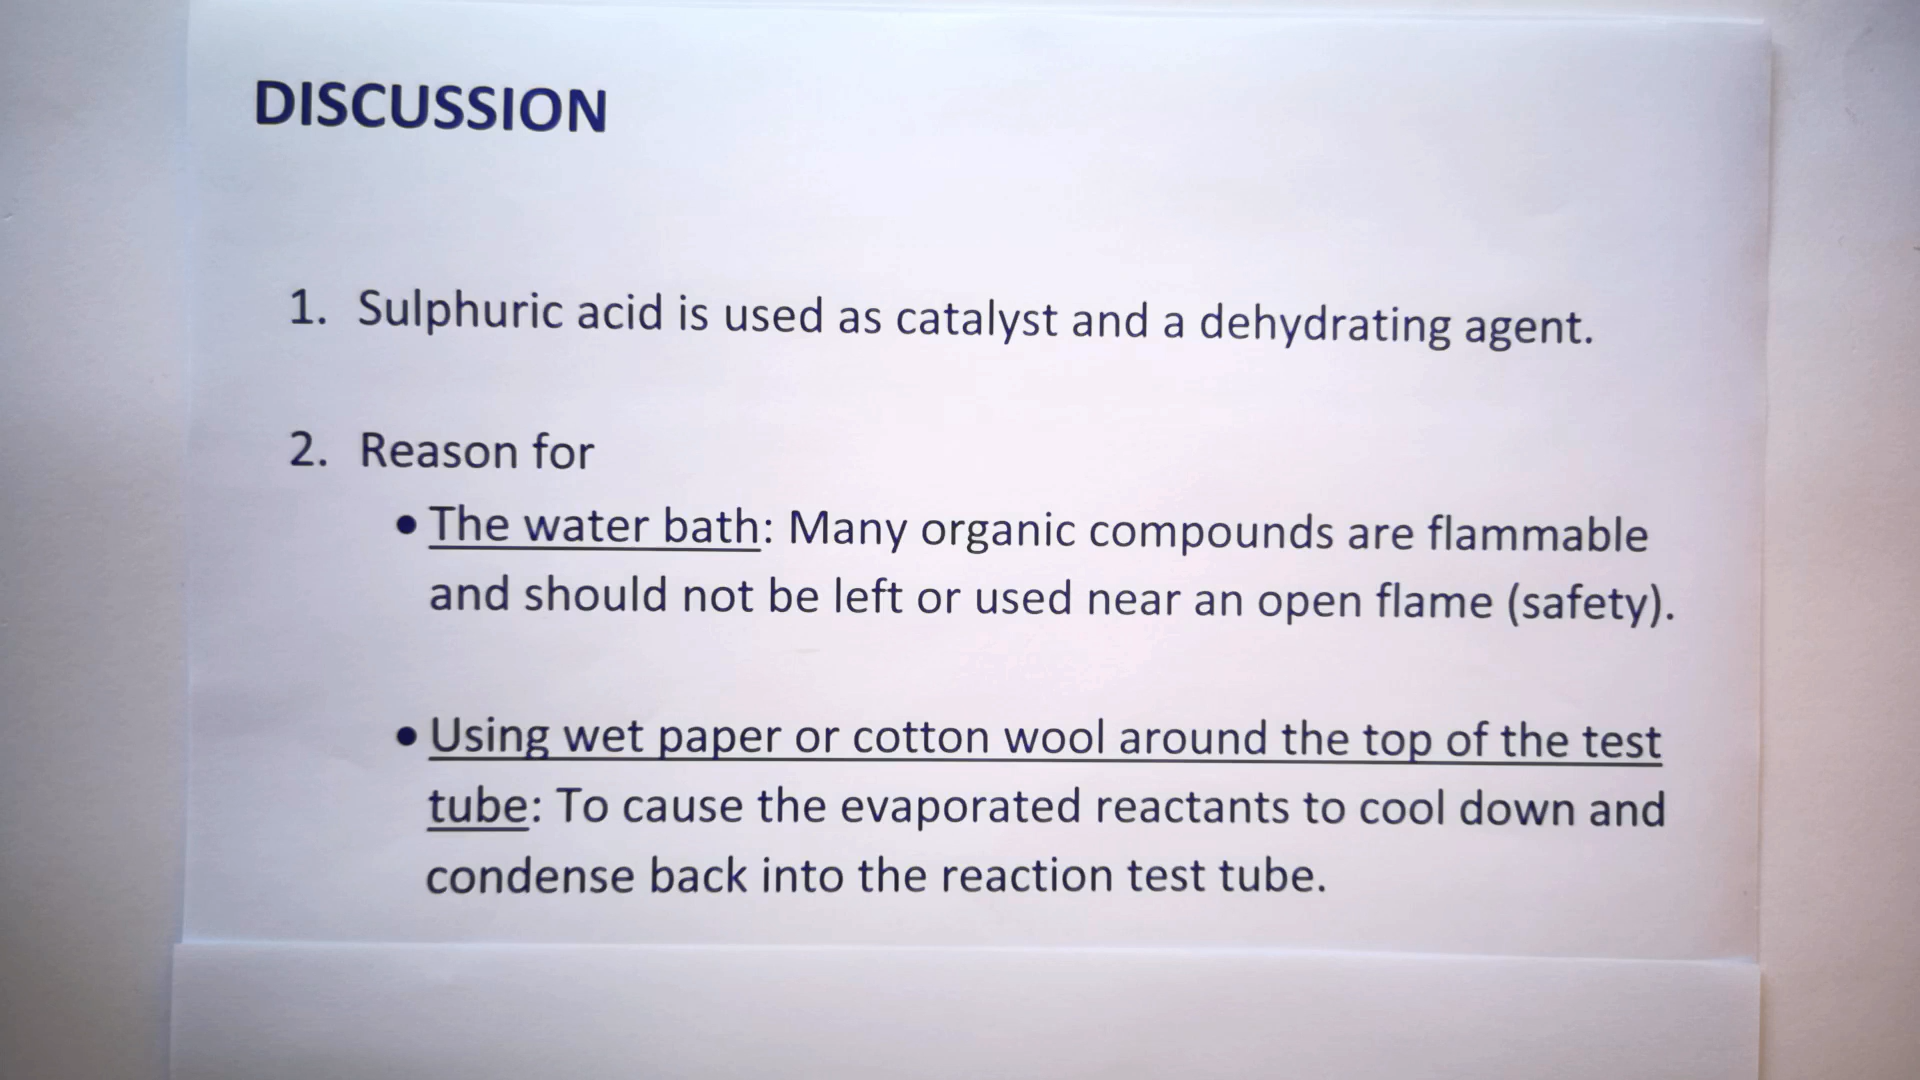 DISCUSSION
1. Sulphuric acid is used as catalyst and a dehydrating agent.
2. Reason for
• The water bath: Many organic compounds are flammable
and should not be left or used near an open flame (safety).
• Using wet paper or cotton wool around the top of the test
tube: To cause the evaporated reactants to cool down and
condense back into the reaction test tube.